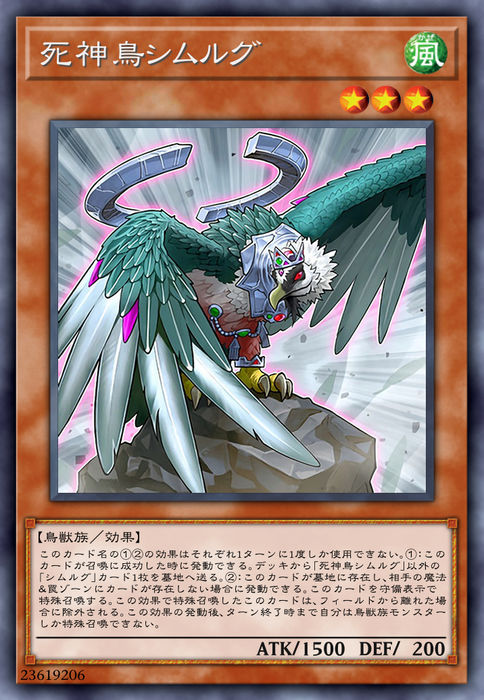 死神鳥シムルグ
かぜ
風
【鳥獣族／効果】
このカード名の①②の効果はそれぞれ1ターンに1度しか使用できない。①:この
カードが召喚に成功した時に発動できる。デッキから「死神鳥シムルグ」以外の
「シムルグ」カード1枚を墓地へ送る。②:このカードが墓地に存在し、相手の魔法
&罠ゾーンにカードが存在しない場合に発動できる。このカードを守備表示で
特殊召喚する。この効果で特殊召喚したこのカードは、フィールドから離れた場合
に除外される。この効果の発動後、ターン終了時まで自分は鳥獣族モンスター
しか特殊召喚できない。
ATK/1500 DEF/ 200
23619206